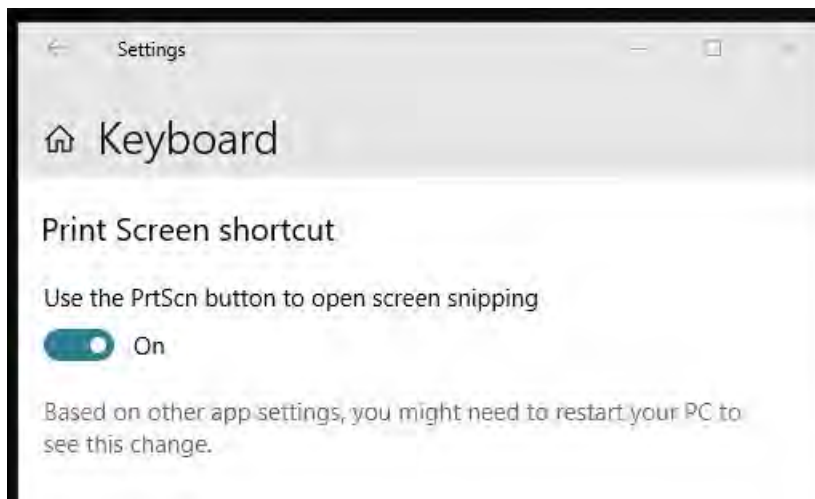 Settings
Keyboard
Print Screen shortcut
Use the PrtScn button to open screen snipping
On
Based on other app settings, you might need to restart your PC to
see this change.